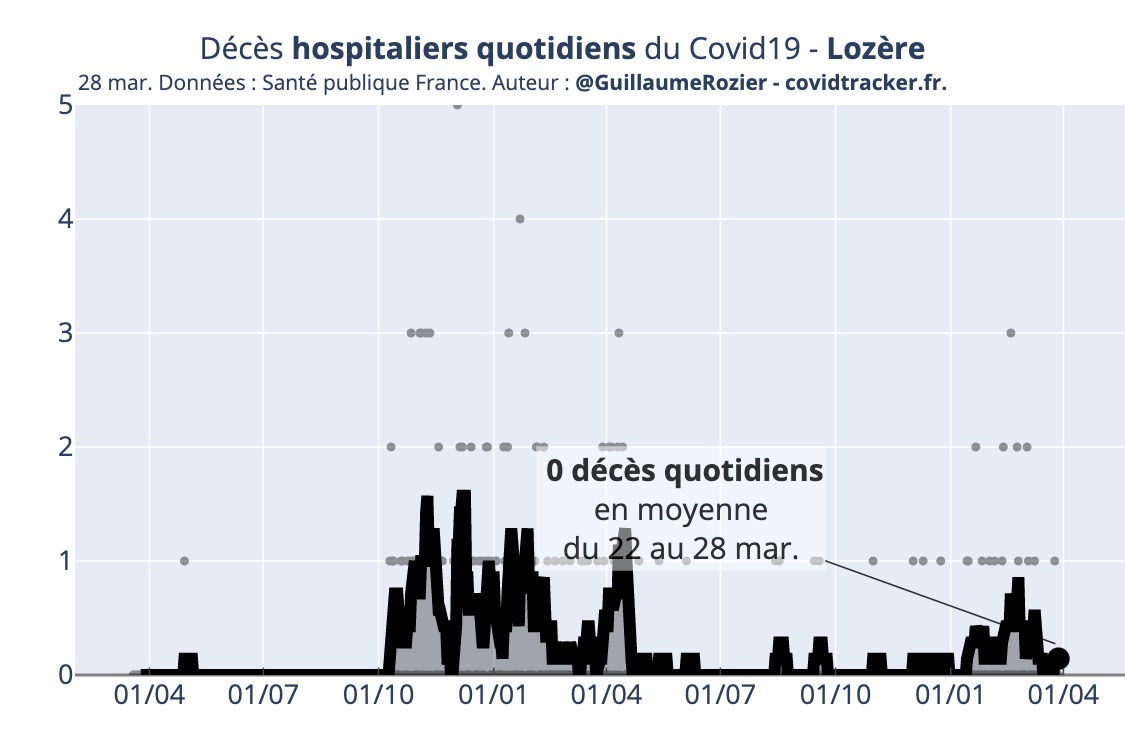 Décès hospitaliers quotidiens du Covid19 - Lozère
28 mar. Données : Santé publique France. Auteur : @GuillaumeRozier - covidtracker.fr.
5
4
3
2
1
0
0 décès quotidiens
en moyenne
du 22 au 28 mar.
01/04 01/07 01/10 01/01 01/04 01/07 01/10 01/01 01/04